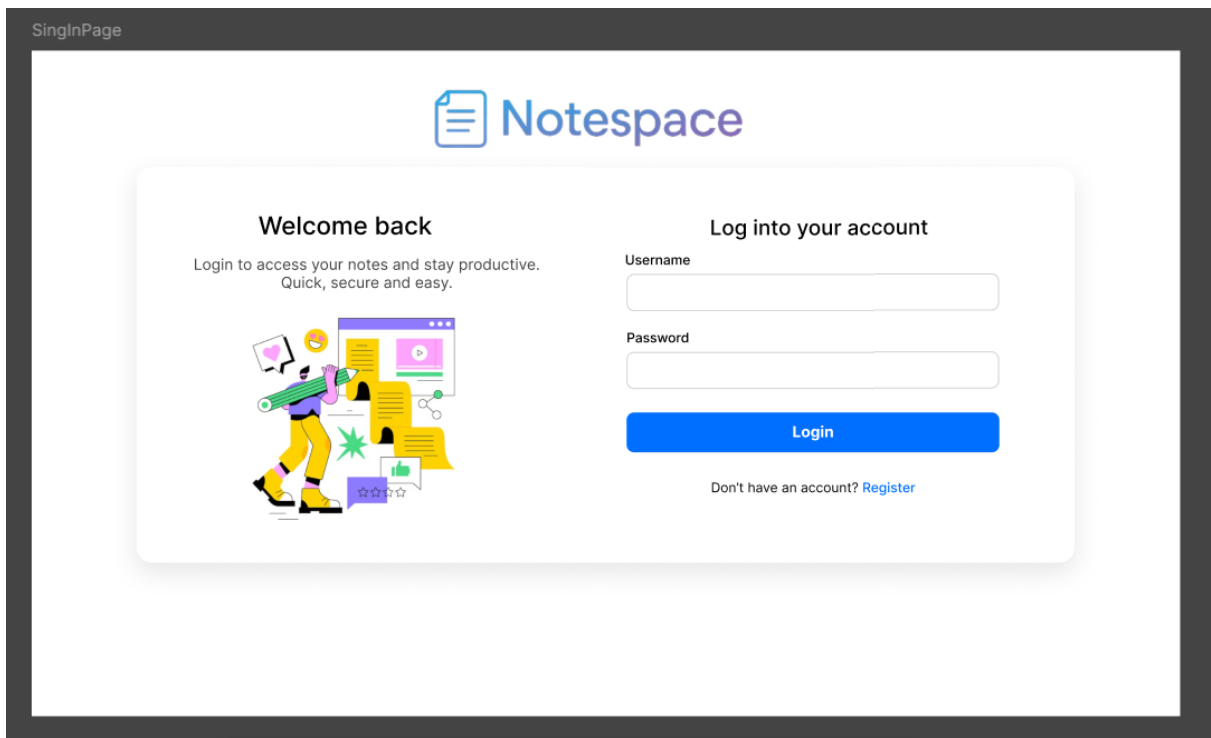 SingInPage
Notespace
Welcome back
Login to access your notes and stay productive.
Quick, secure and easy.
Log into your account
Username
Password
Login
Don't have an account? Register